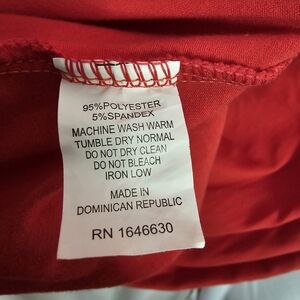 95%POLYESTER
5%SPANDEX
MACHINE WASH WARM
TUMBLE DRY NORMAL
DO NOT DRY CLEAN
DO NOT BLEACH
IRON LOW
MADE IN
DOMINICAN REPUBLIC
RN 1646630